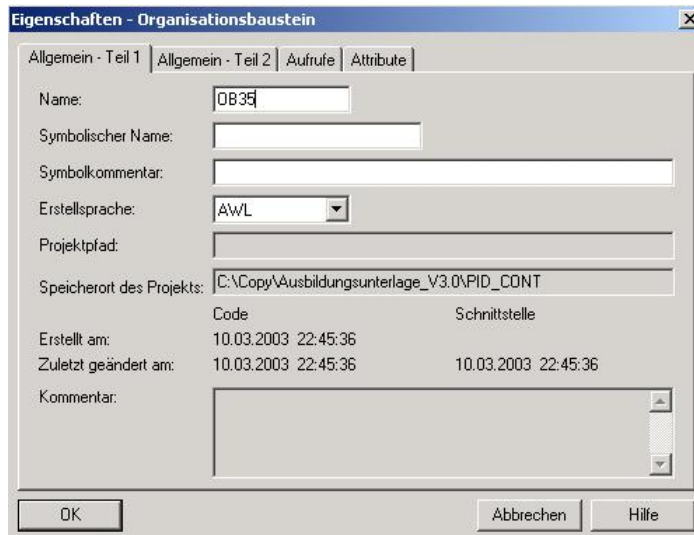 Eigenschaften - Organisationsbaustein
Allgemein - Teil 1 Allgemein - Teil 2 Aufrufe Attribute
Name: OB35
Symbolischer Name:
Symbolkommentar:
Erstellsprache: AWL
Projektpfad:
Speicherort des Projekts: C:\Copy\Ausbildungsunterlage_V3.0\PID_CONT
Code Schnittstelle
Erstellt am: 10.03.2003 22:45:36
Zuletzt geändert am: 10.03.2003 22:45:36 10.03.2003 22:45:36
Kommentar:
OK Abbrechen Hilfe